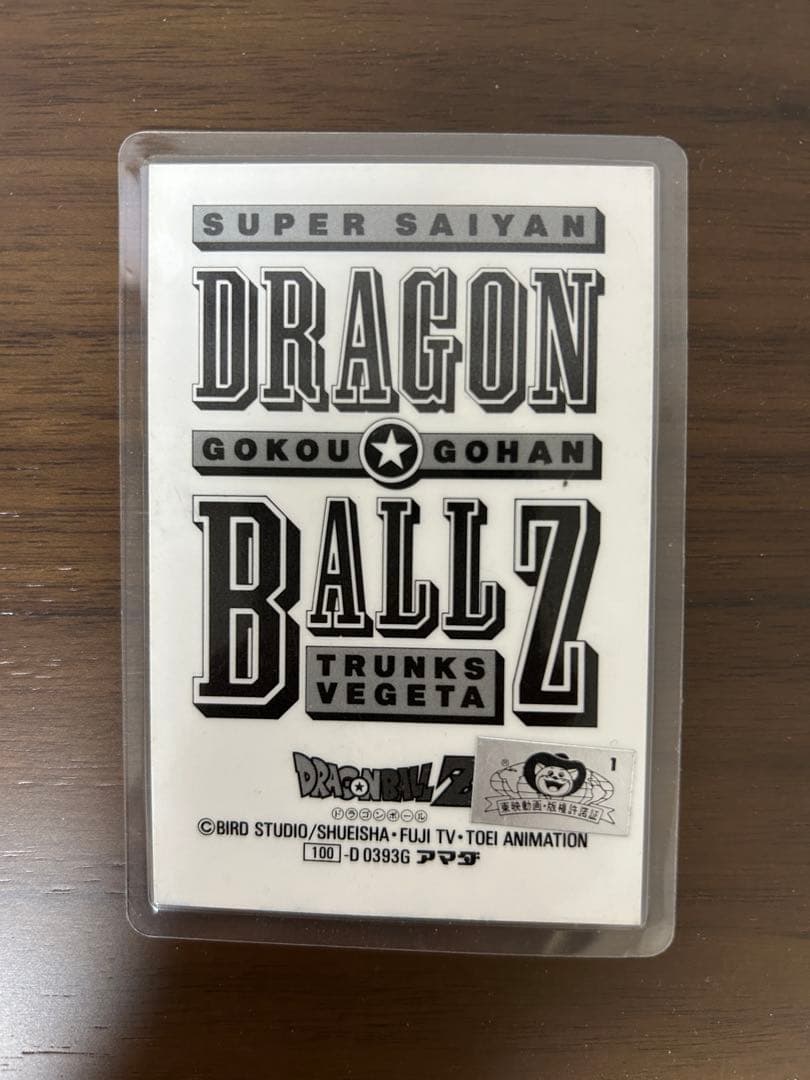 SUPER SAIYAN
DRAGON
GOKOU ★ GOHAN
BALL Z
TRUNKS
VEGETA
DRAGONBALL Z
ドラゴンボール
® 1
東映動画・版権許諾証
©BIRD STUDIO/SHUEISHA・FUJI TV・TOEI ANIMATION
100 -D 0393G アマダ